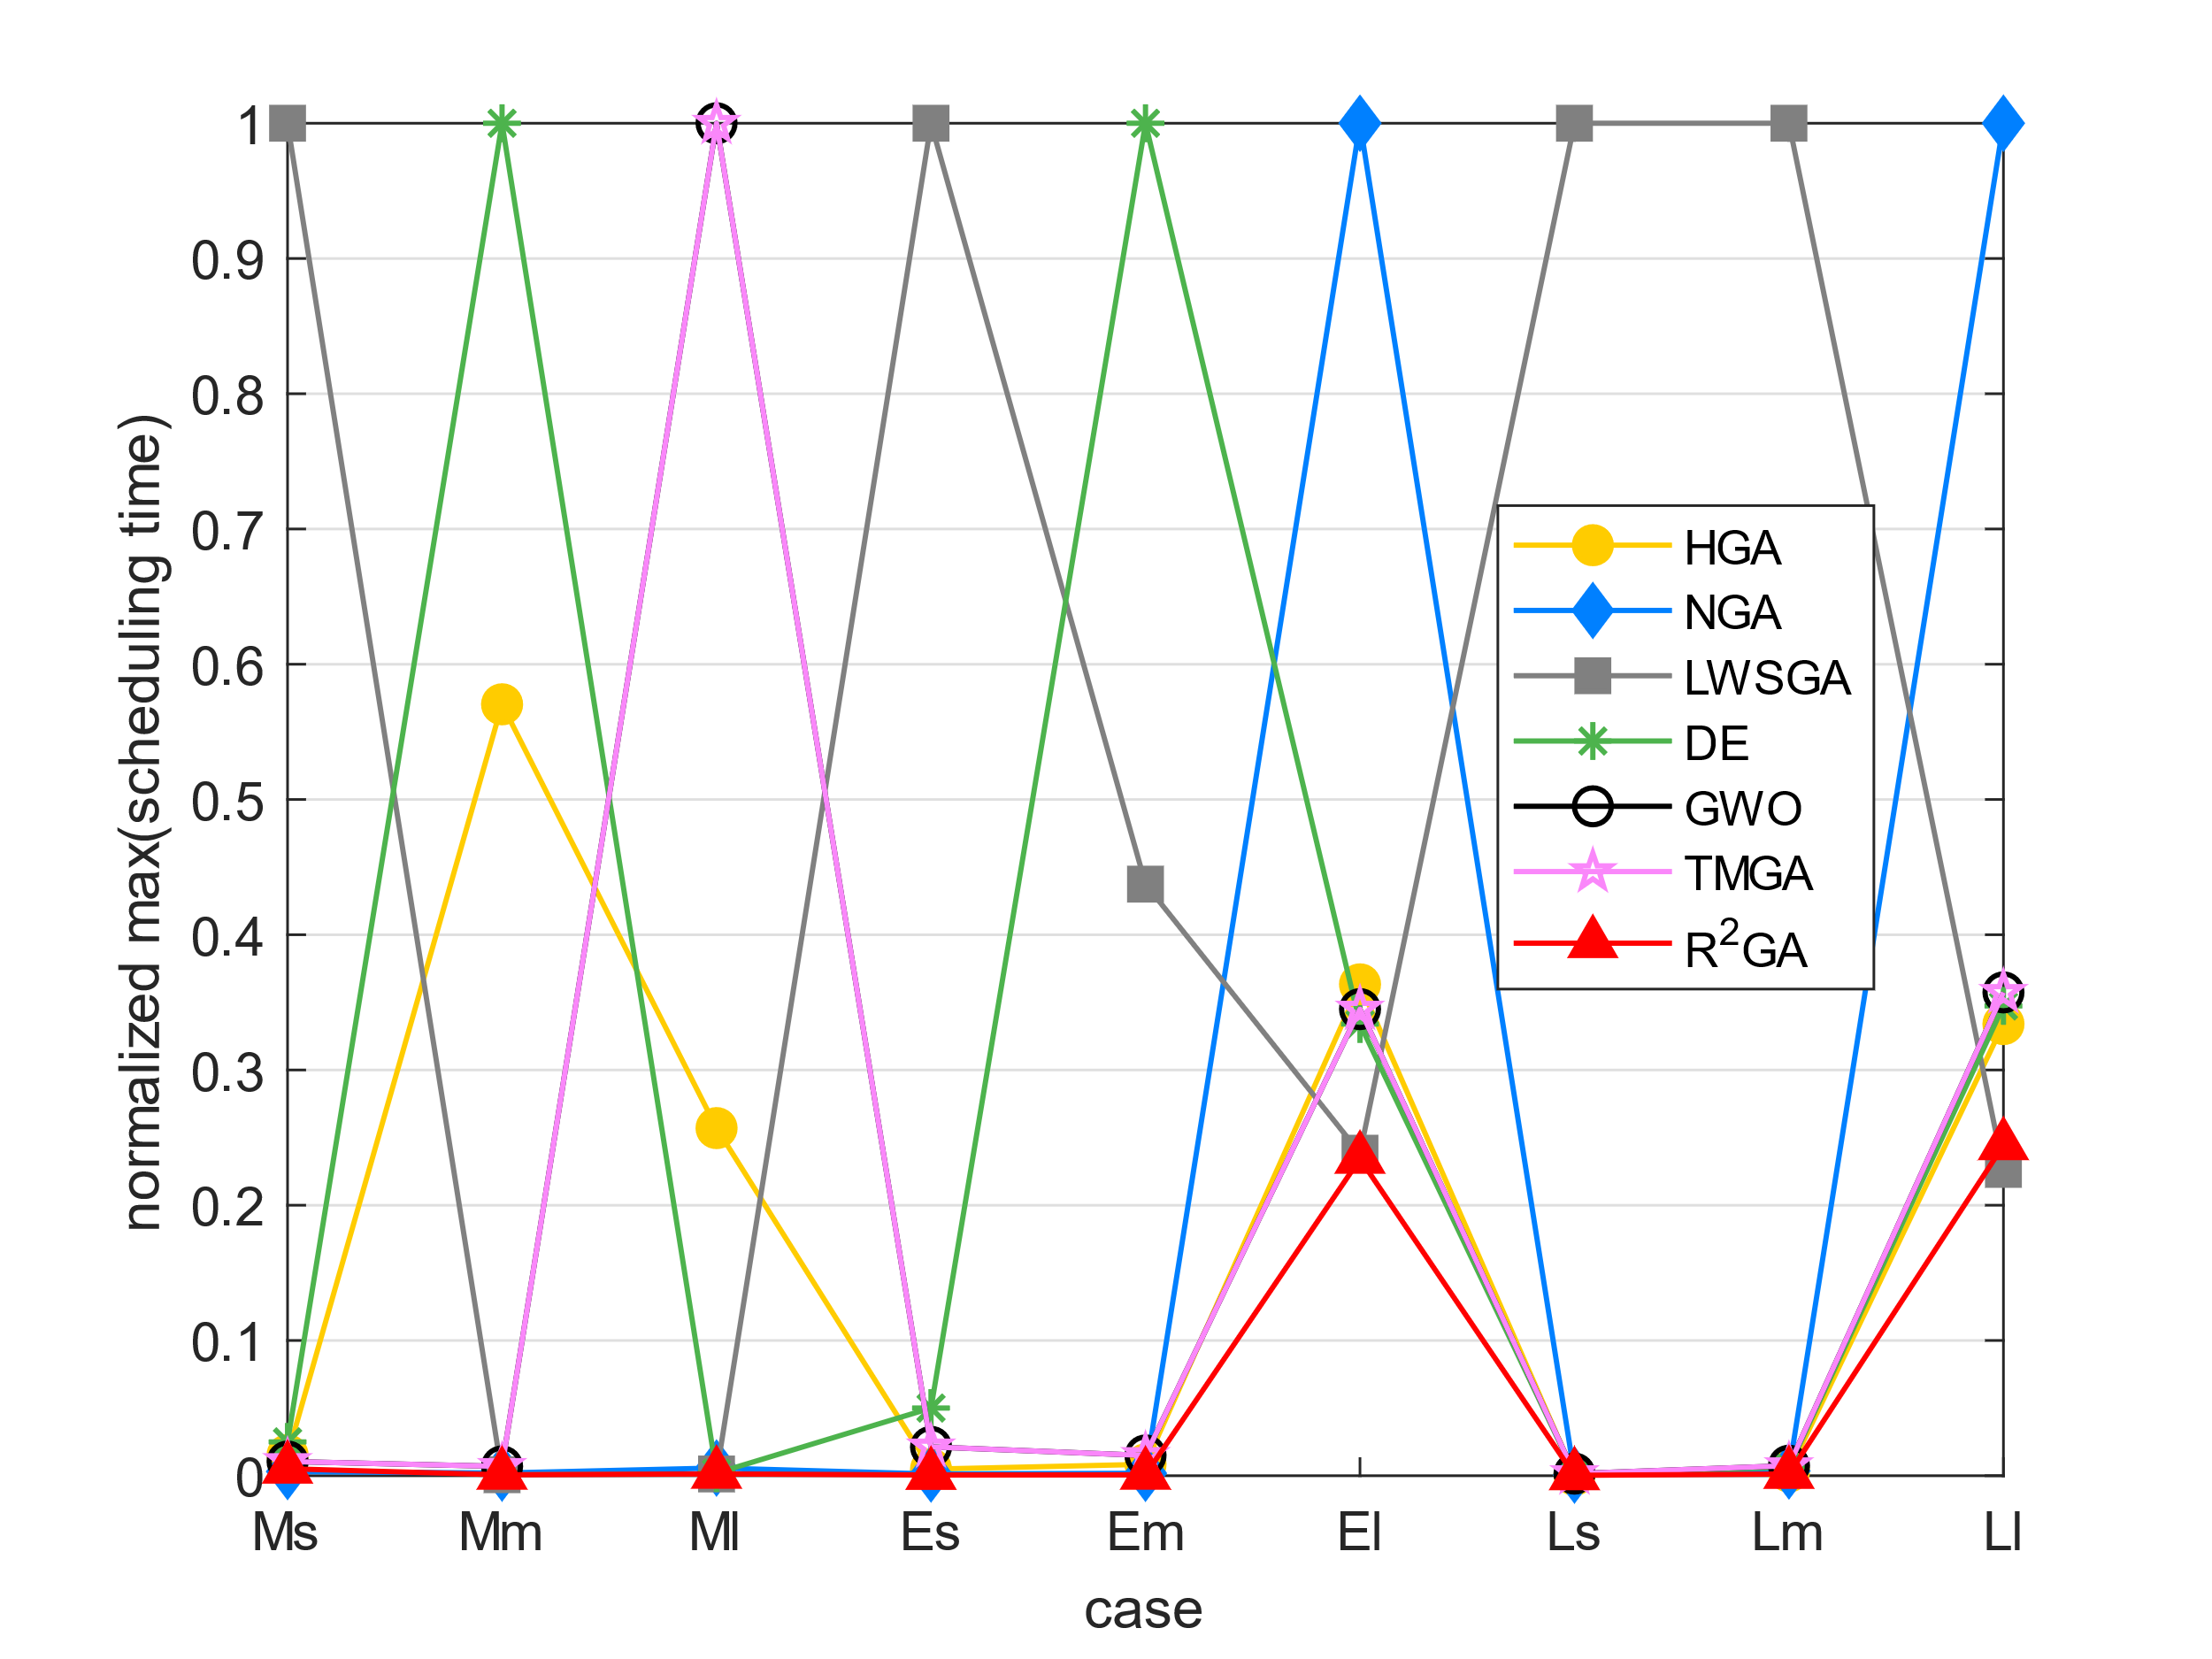 1
0.9
0.8
0.7
0.6
0.5
0.4
0.3
0.2
0.1
0
normalized max(scheduling time)
HGA
NGA
LWSGA
DE
GWO
TMGA
R²GA
Ms Mm Ml Es Em El Ls Lm Ll
case